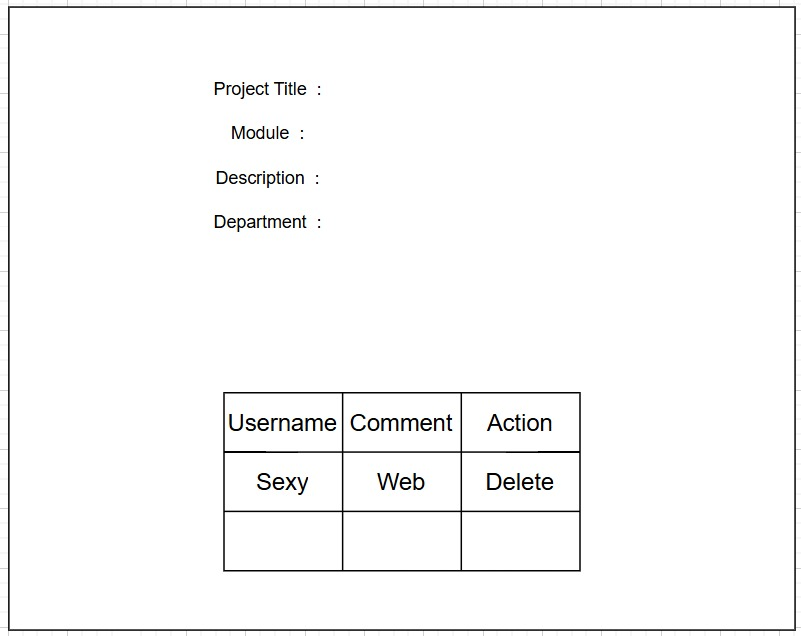 Project Title :
Module :
Description :
Department :
Username Comment Action
Sexy Web Delete